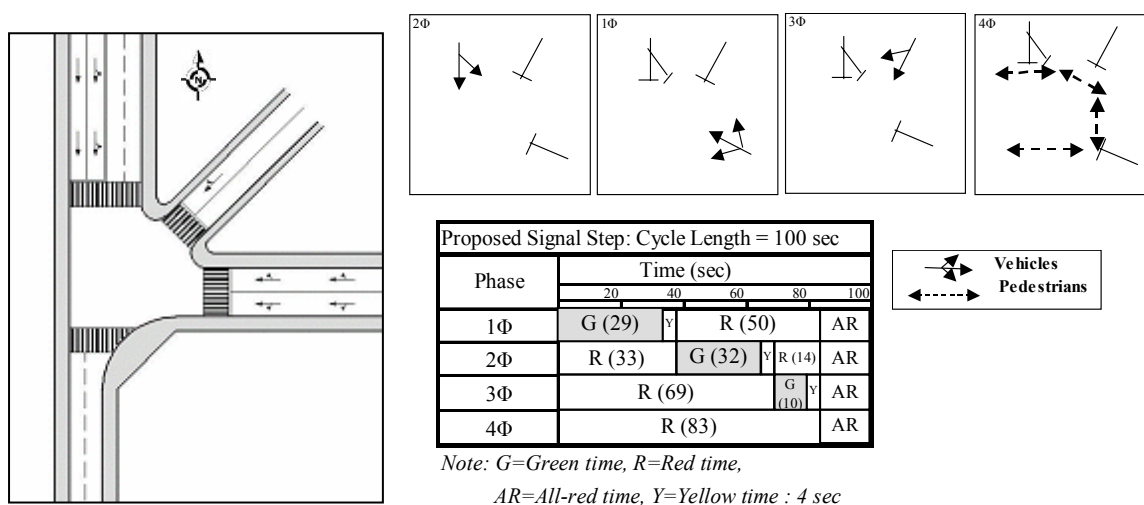 N
2Φ
1Φ
3Φ
4Φ
Proposed Signal Step: Cycle Length = 100 sec
Phase
Time (sec)
20 40 60 80 100
1Φ G (29) Y R (50) AR
2Φ R (33) G (32) Y R (14) AR
3Φ R (69) G (10) Y AR
4Φ R (83) AR
Note: G=Green time, R=Red time,
AR=All-red time, Y=Yellow time : 4 sec
Vehicles
Pedestrians